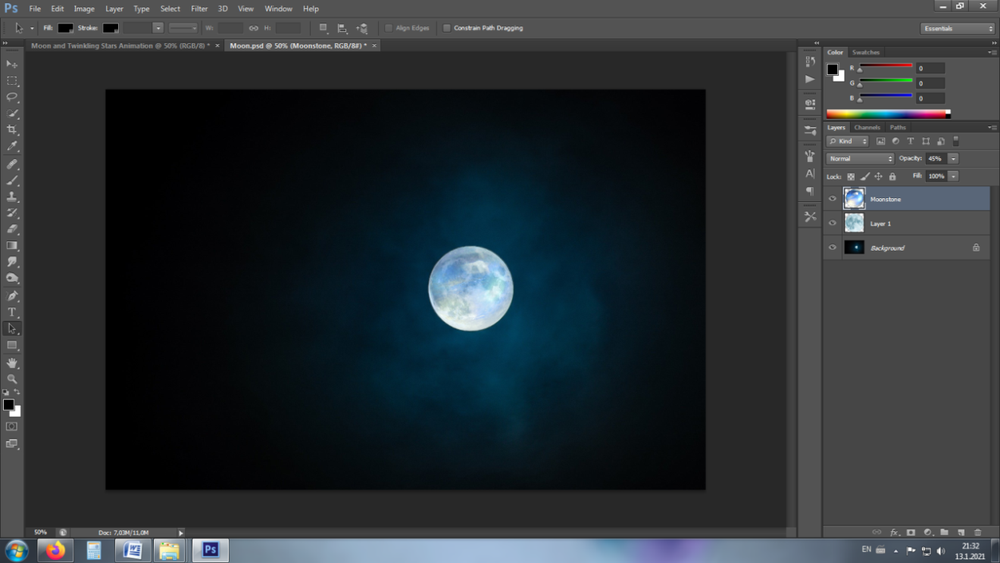 Ps File Edit Image Layer Type Select Filter 3D View Window Help
Fill: Stroke: W: H: Align Edges Constrain Path Dragging Essentials
Moon and Twinkling Stars Animation @ 50% (RGB/8) * × Moon.psd @ 50% (Moonstone, RGB/8#) * ×
Color Swatches
R 0
G 0
B 0
Layers Channels Paths
Kind
Normal Opacity: 45%
Lock: Fill: 100%
Moonstone
Layer 1
Background
50% Doc: 7,03M/11,0M
EN 21:32
13.1.2021